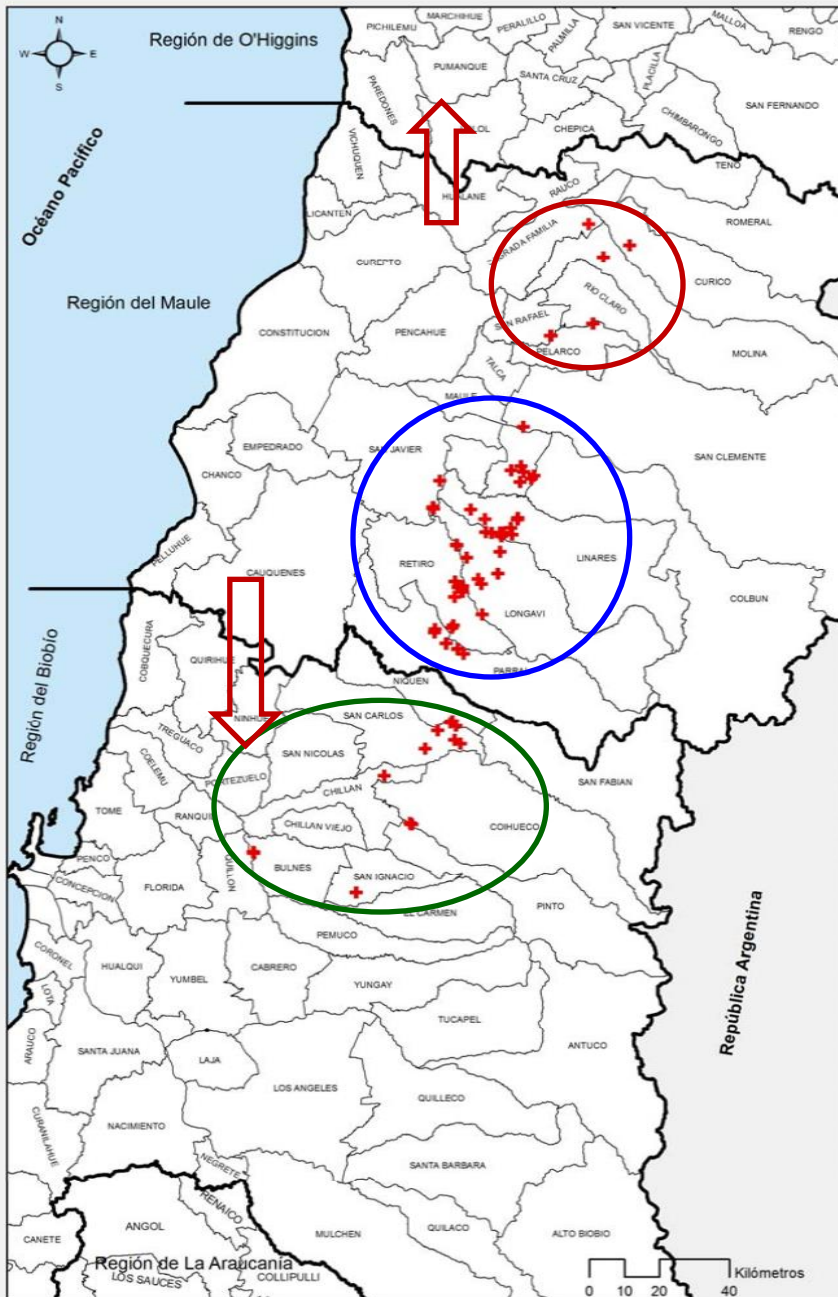 PICHILEMU
MARCHIHUE
PERALILLO
PALMILLA
SAN VICENTE
MALLOA
RENGO
Región de O'Higgins
N
W
E
S
PUMANQUE
PAREDONES
SANTA CRUZ
PLACILLA
SAN FERNANDO
CHIMBARONGO
LOL
CHEPICA
Océano Pacífico
VICHUQUEN
TENO
HUALANE
RAUCO
ROMERAL
LICANTEN
SAGRADA FAMILIA
CUREPTO
CURICO
RIO CLARO
Región del Maule
CONSTITUCION
PENCAHUE
SAN RAFAEL
PELARCO
MOLINA
TALCA
MAULE
EMPEDRADO
SAN JAVIER
SAN CLEMENTE
CHANCO
PELLUHUE
CAUQUENES
RETIRO
LINARES
COLBUN
LONGAVI
PARRAL
Región del Bioblo
COBQUECURA
QUIRIHUE
NIQUEN
NINHUE
SAN CARLOS
TREGUACO
SAN NICOLAS
SAN FABIAN
COELEMU
PORTEZUELO
CHILLAN
TOME
RANQUIL
CHILLAN VIEJO
COIHUECO
PENCO
QUILLON
BULNES
SAN IGNACIO
CONCEPCION
FLORIDA
EL CARMEN
PINTO
PEMUCO
CORONEL
HUALQUI
YUMBEL
CABRERO
YUNGAY
LOTA
TUCAPEL
República Argentina
ARAUCO
SANTA JUANA
LAJA
ANTUCO
LOS ANGELES
QUILLECO
CURANILAHUE
NACIMIENTO
NEGRETE
SANTA BARBARA
RENAICO
CANETE
ANGOL
MULCHEN
QUILACO
ALTO BIOBIO
Región de La Araucanía
LOS SAUCES
COLLIPULLI
Kilómetros
0 10 20 40